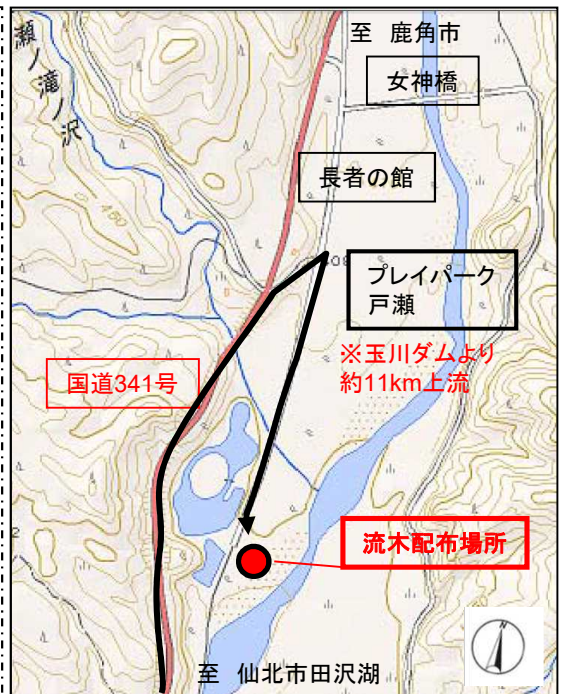 至 鹿角市
女神橋
瀬ノ滝ノ沢
長者の館
450
プレイパーク
戸瀬
※玉川ダムより
約11km上流
国道341号
流木配布場所
至 仙北市田沢湖